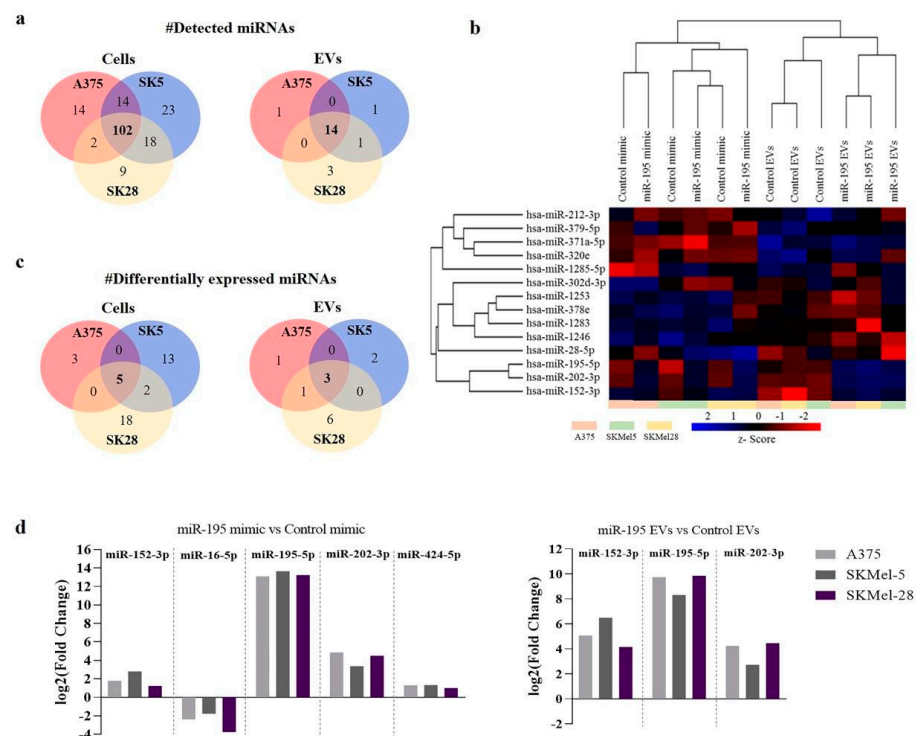 a
#Detected miRNAs
Cells
A375
SK5
14
14
23
102
2
18
9
SK28
EVs
A375
SK5
1
0
1
14
0
1
3
SK28
b
Control mimic
miR-195 mimic
Control mimic
miR-195 mimic
Control mimic
miR-195 mimic
Control EVs
Control EVs
Control EVs
miR-195 EVs
miR-195 EVs
miR-195 EVs
hsa-miR-212-3p
hsa-miR-379-5p
hsa-miR-371a-5p
hsa-miR-320e
hsa-miR-1285-5p
hsa-miR-302d-3p
hsa-miR-1253
hsa-miR-378e
hsa-miR-1283
hsa-miR-1246
hsa-miR-28-5p
hsa-miR-195-5p
hsa-miR-202-3p
hsa-miR-152-3p
A375
SKMel5
SKMel28
2 1 0 -1 -2
z- Score
c
#Differentially expressed miRNAs
Cells
A375
SK5
3
0
13
5
0
2
18
SK28
EVs
A375
SK5
1
0
2
3
1
0
6
SK28
d
miR-195 mimic vs Control mimic
miR-152-3p miR-16-5p miR-195-5p miR-202-3p miR-424-5p
log2(Fold Change)
16
14
12
10
8
6
4
2
0
-2
-4
miR-195 EVs vs Control EVs
miR-152-3p miR-195-5p miR-202-3p
log2(Fold Change)
12
10
8
6
4
2
0
-2
A375
SKMel-5
SKMel-28